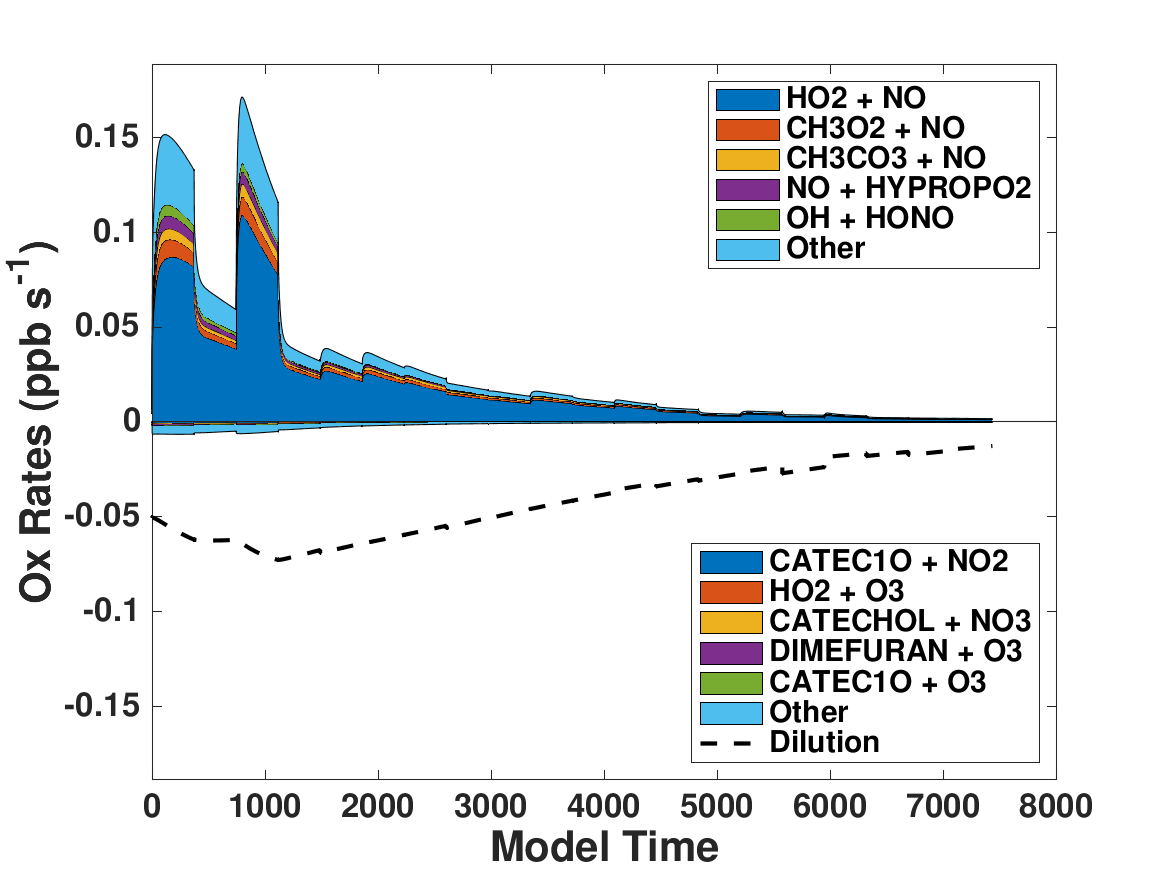 0.15
0.1
0.05
0
-0.05
-0.1
-0.15
Ox Rates (ppb s⁻¹)
HO2 + NO
CH3O2 + NO
CH3CO3 + NO
NO + HYPROPO2
OH + HONO
Other
CATEC1O + NO2
HO2 + O3
CATECHOL + NO3
DIMEFURAN + O3
CATEC1O + O3
Other
Dilution
0 1000 2000 3000 4000 5000 6000 7000 8000
Model Time